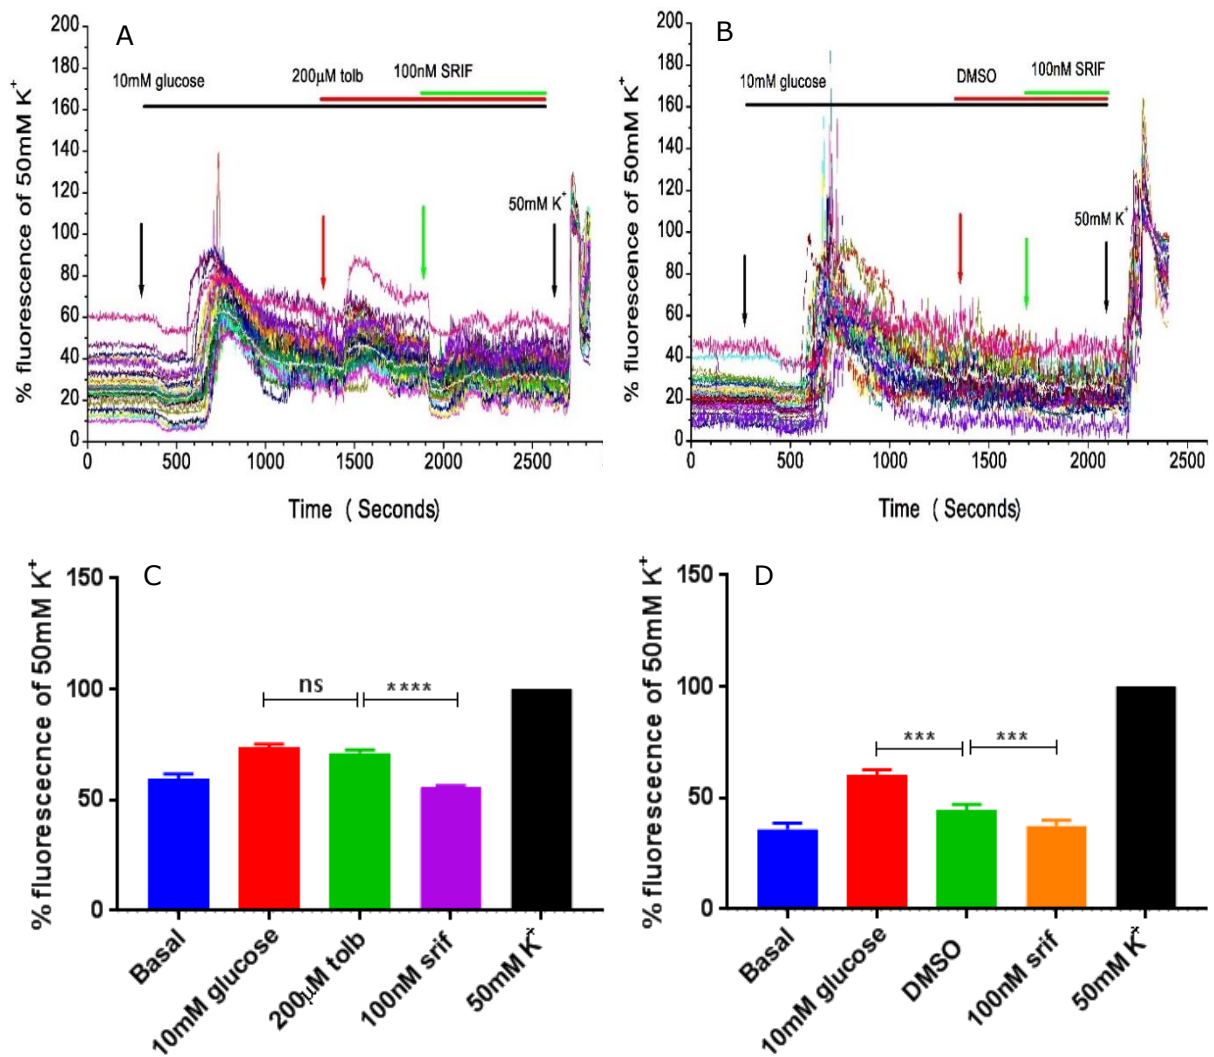 A
% fluorescence of 50mM K+
200
180
160
140
120
100
80
60
40
20
0
10mM glucose
200µM tolb
100nM SRIF
50mM K+
0 500 1000 1500 2000 2500
Time ( Seconds)
B
% fluorescence of 50mM K+
200
180
160
140
120
100
80
60
40
20
0
10mM glucose
DMSO
100nM SRIF
50mM K+
0 500 1000 1500 2000 2500
Time ( Seconds)
C
% fluorescecnce of 50mM K+
150
100
50
0
ns
****
Basal
10mM glucose
200µM tolb
100nM srif
50mM K+
D
% fluorescecnce of 50mM K+
150
100
50
0
***
***
Basal
10mM glucose
DMSO
100nM srif
50mM K+